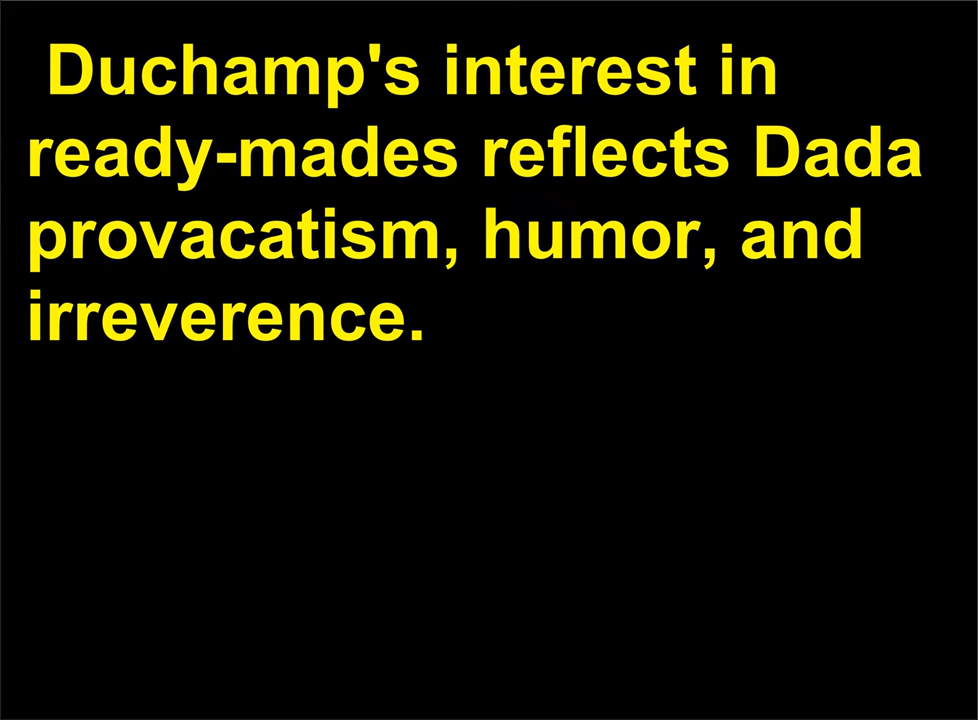 Duchamp's interest in
ready-mades reflects Dada
provacatism, humor, and
irreverence.